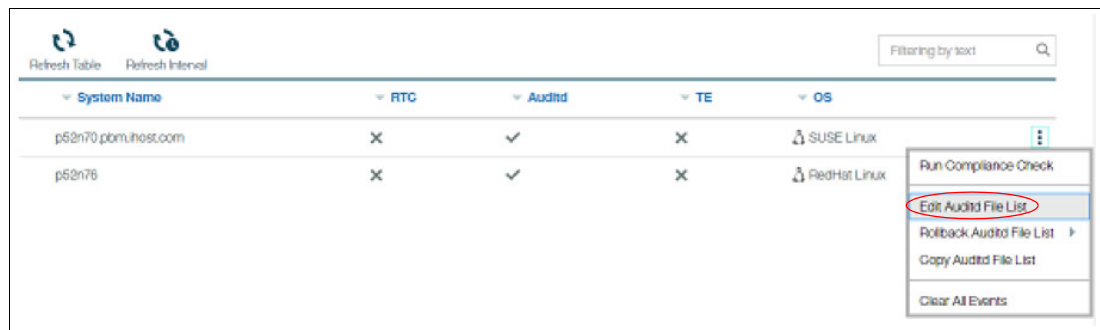 Refresh Table Refresh Interval Filtering by text
System Name RTC Auditd TE OS
p52n70.pbm.ihost.com SUSE Linux
p52n76 RedHat Linux
Run Compliance Check
Edit Auditd File List
Rollback Auditd File List
Copy Auditd File List
Clear All Events